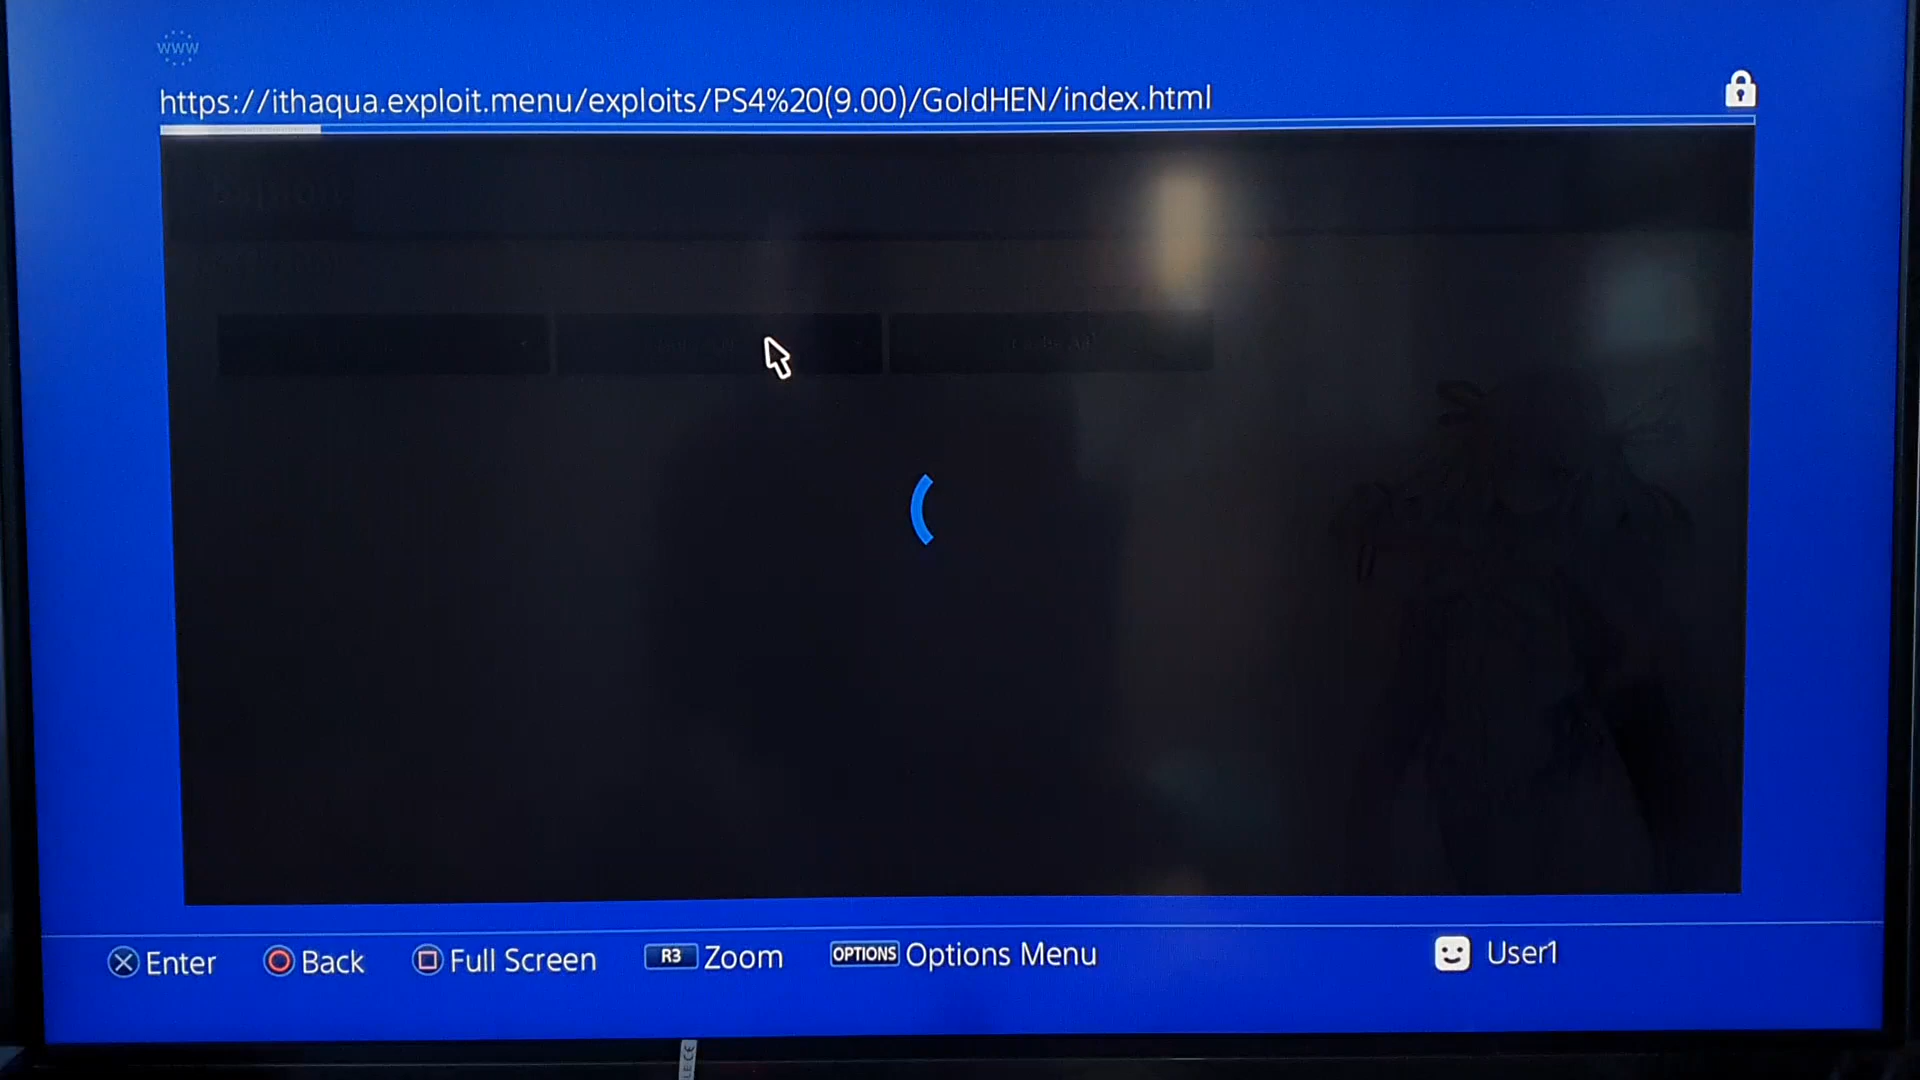 www
https://ithaqua.exploit.menu/exploits/PS4%20(9.00)/GoldHEN/index.html
Enter
Back
Full Screen
R3 Zoom
OPTIONS Options Menu
User1